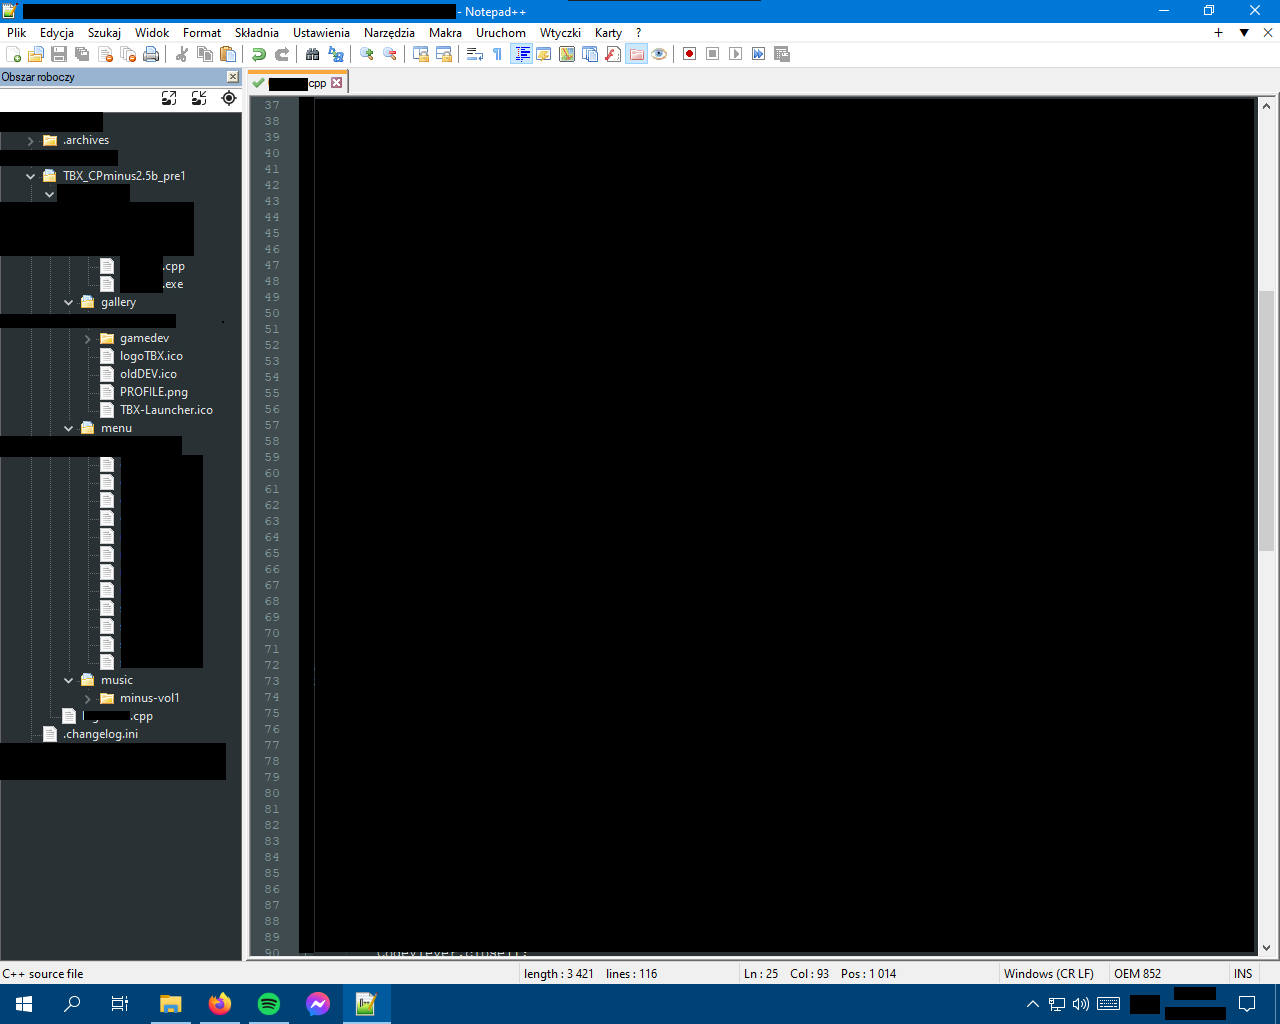 - Notepad++
Plik Edycja Szukaj Widok Format Składnia Ustawienia Narzędzia Makra Uruchom Wtyczki Karty ?
Obszar roboczy
cpp
.archives
TBX_CPminus2.5b_pre1
.cpp
.exe
gallery
gamedev
logoTBX.ico
oldDEV.ico
PROFILE.png
TBX-Launcher.ico
menu
music
minus-vol1
.cpp
.changelog.ini
37
38
39
40
41
42
43
44
45
46
47
48
49
50
51
52
53
54
55
56
57
58
59
60
61
62
63
64
65
66
67
68
69
70
71
72
73
74
75
76
77
78
79
80
81
82
83
84
85
86
87
88
89
90
C++ source file length : 3 421 lines : 116 Ln : 25 Col : 93 Pos : 1 014 Windows (CR LF) OEM 852 INS